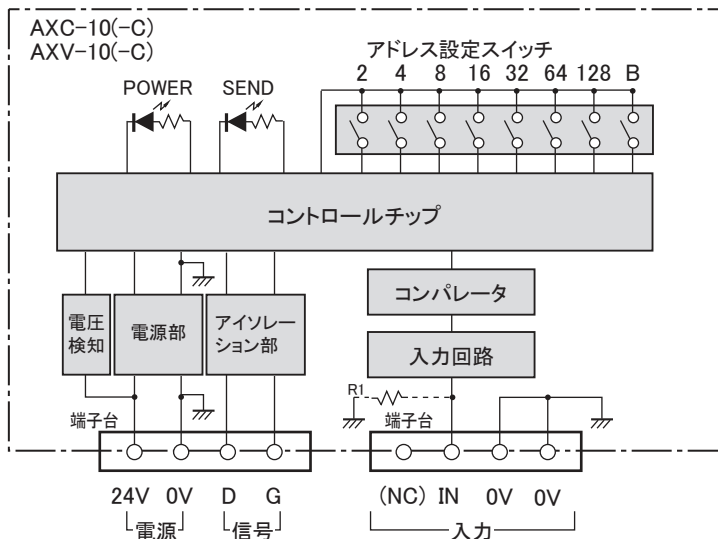 AXC-10(-C)
AXV-10(-C)
アドレス設定スイッチ
POWER SEND 2 4 8 16 32 64 128 B
コントロールチップ
電圧
検知
電源部
アイソレー
ション部
コンパレータ
入力回路
R1
端子台
端子台
24V 0V D G
(NC) IN 0V 0V
電源 信号
入力